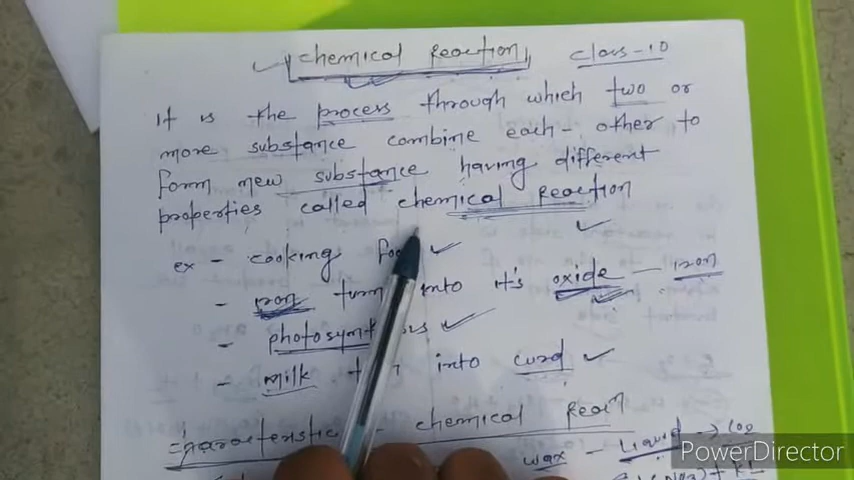 chemical Reaction class-10
It is the process through which two or
more substance combine each-other to
form new substance having different
properties called chemical Reaction
ex - cooking
- iron turn into it's oxide - iron
- photosynthesis
- milk into curd
characteristic chemical
wax - Liquid → CO2
PowerDirector